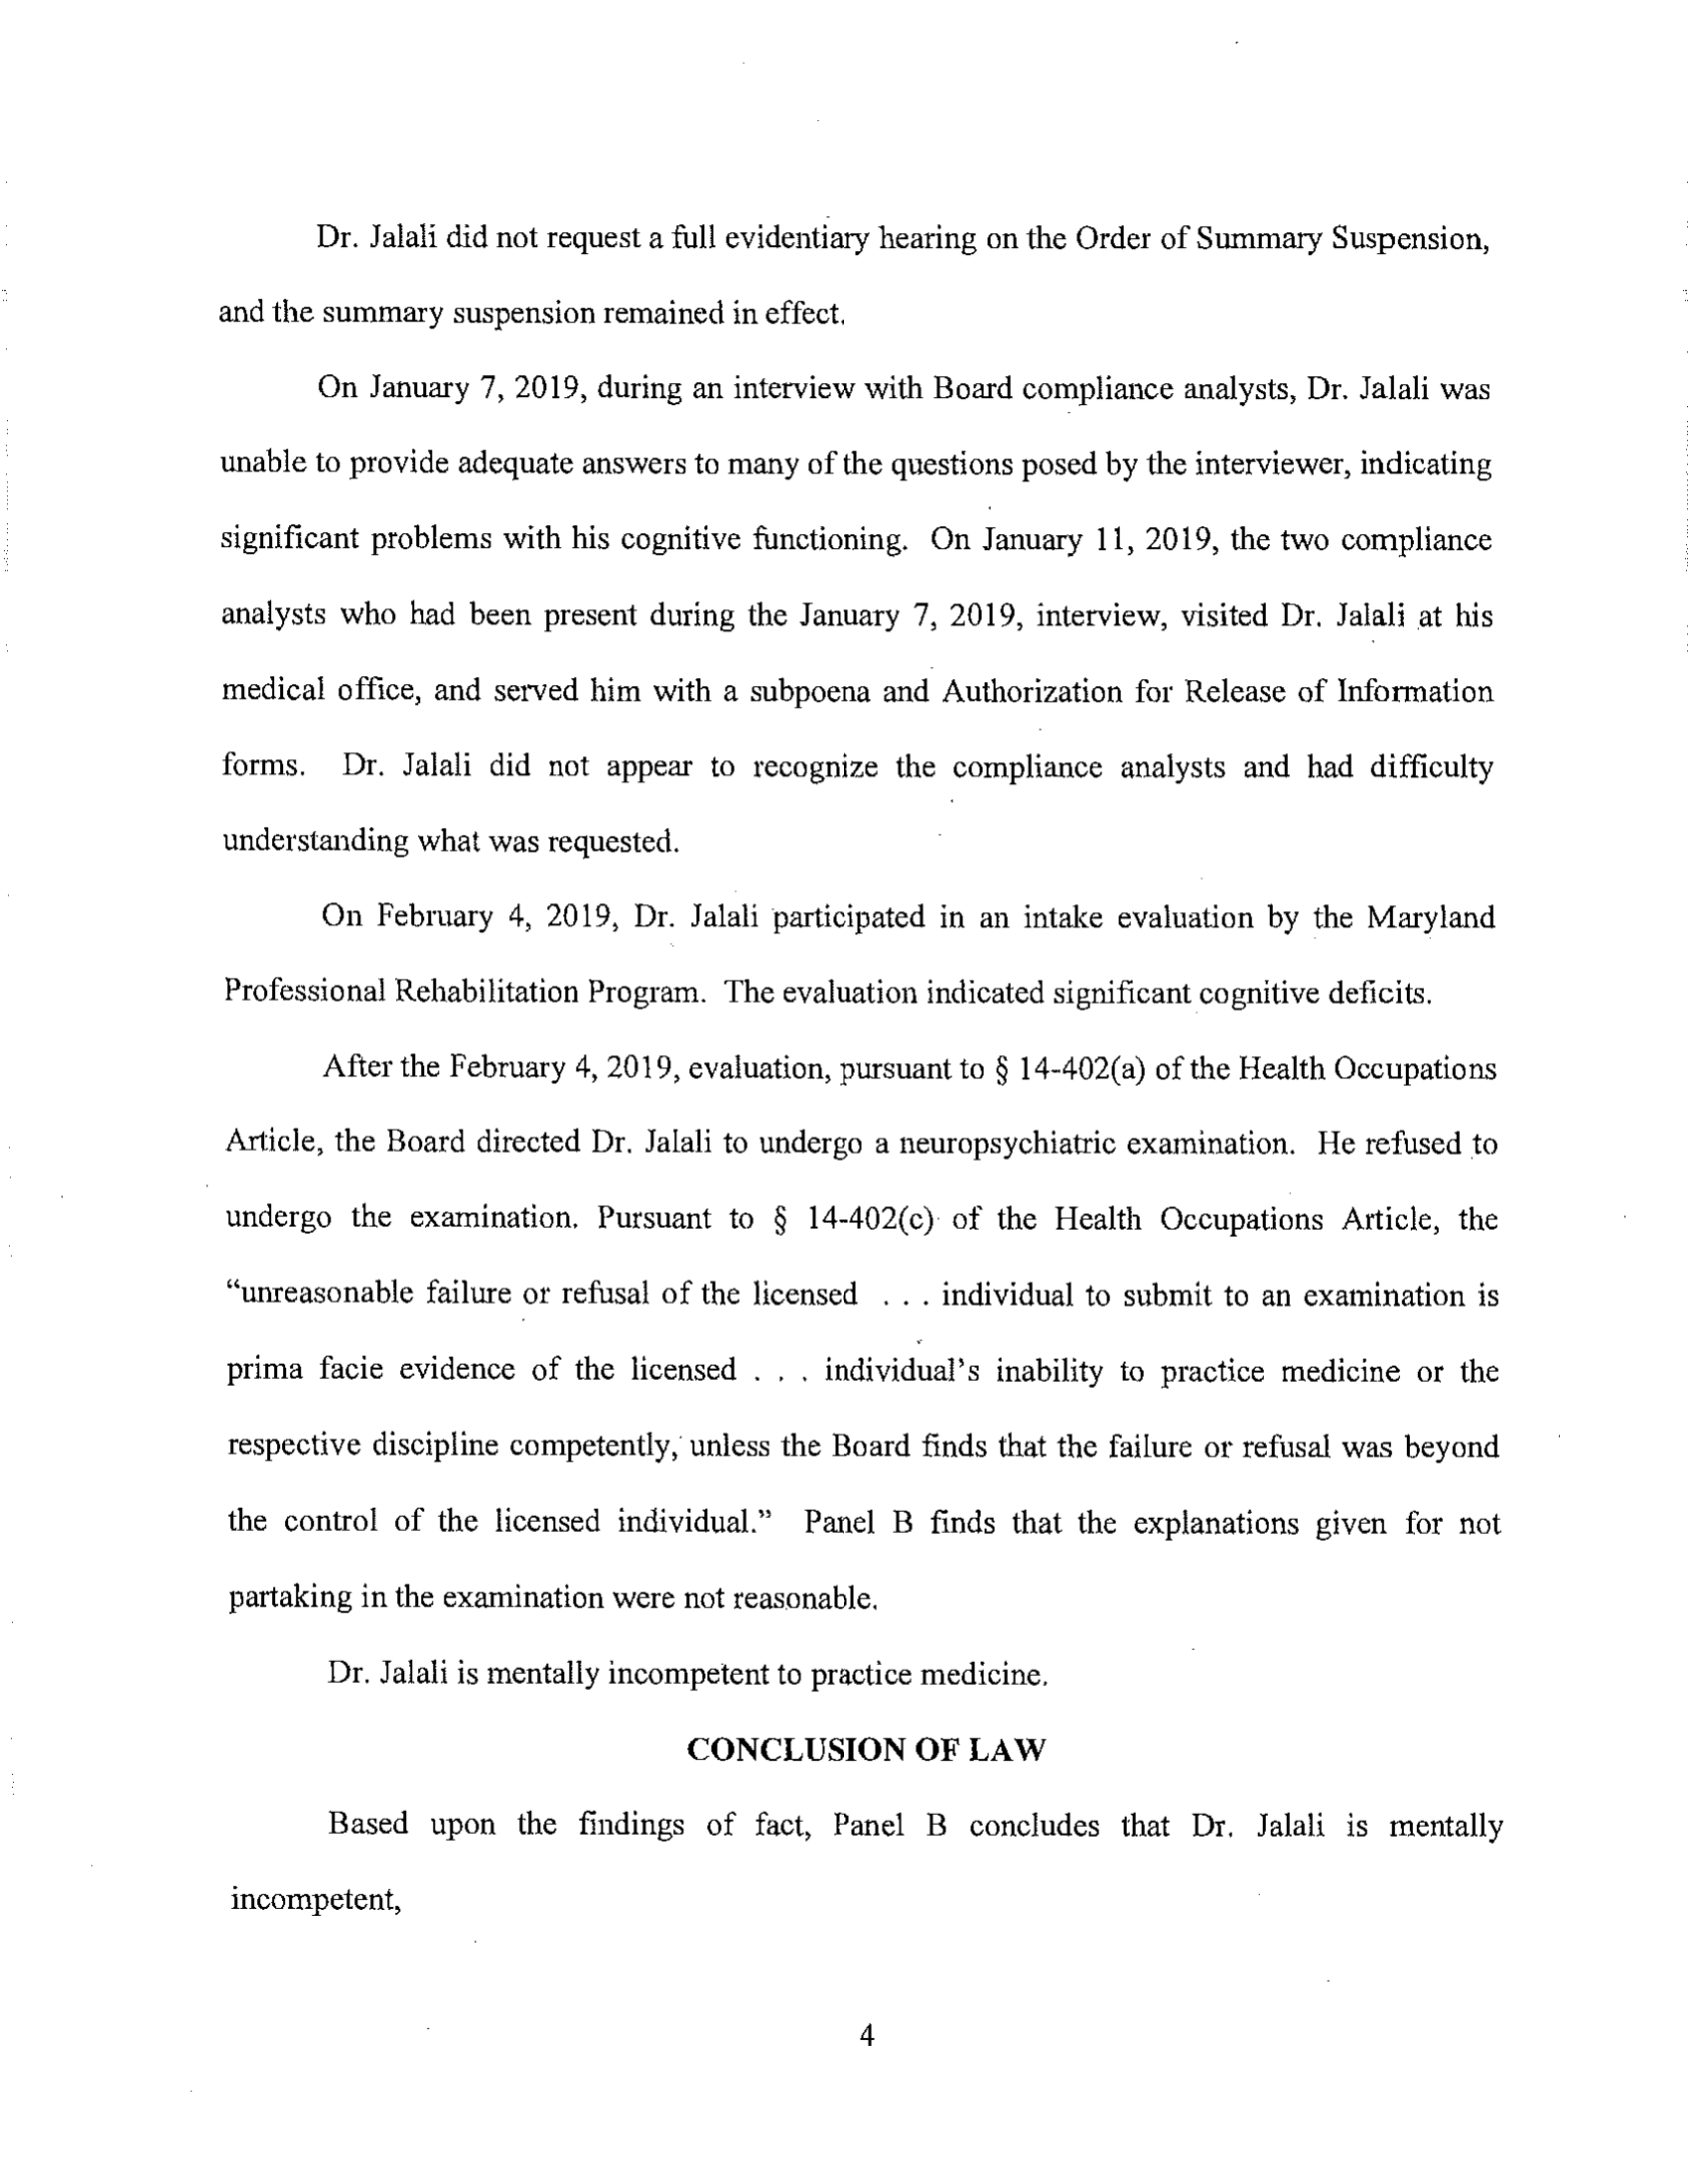 Dr. Jalali did not request a full evidentiary hearing on the Order of Summary Suspension,
and the summary suspension remained in effect.
On January 7, 2019, during an interview with Board compliance analysts, Dr. Jalali was
unable to provide adequate answers to many of the questions posed by the interviewer, indicating
significant problems with his cognitive functioning. On January 11, 2019, the two compliance
analysts who had been present during the January 7, 2019, interview, visited Dr. Jalali at his
medical office, and served him with a subpoena and Authorization for Release of Information
forms. Dr. Jalali did not appear to recognize the compliance analysts and had difficulty
understanding what was requested.
On February 4, 2019, Dr. Jalali participated in an intake evaluation by the Maryland
Professional Rehabilitation Program. The evaluation indicated significant cognitive deficits.
After the February 4, 2019, evaluation, pursuant to § 14-402(a) of the Health Occupations
Article, the Board directed Dr. Jalali to undergo a neuropsychiatric examination. He refused to
undergo the examination. Pursuant to § 14-402(c) of the Health Occupations Article, the
“unreasonable failure or refusal of the licensed . . . individual to submit to an examination is
prima facie evidence of the licensed . . . individual’s inability to practice medicine or the
respective discipline competently, unless the Board finds that the failure or refusal was beyond
the control of the licensed individual.” Panel B finds that the explanations given for not
partaking in the examination were not reasonable.
Dr. Jalali is mentally incompetent to practice medicine.
CONCLUSION OF LAW
Based upon the findings of fact, Panel B concludes that Dr. Jalali is mentally
incompetent,
4